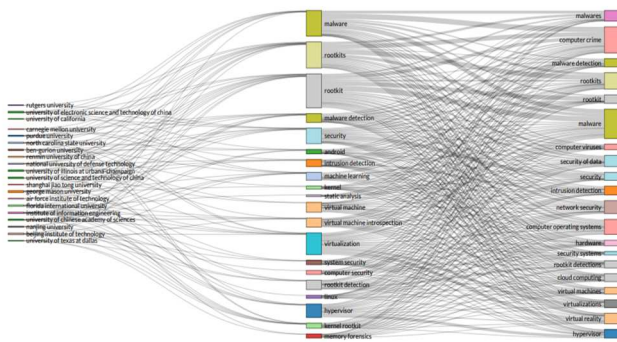 rutgers university
university of electronic science and technology of china
university of california
carnegie mellon university
purdue university
north carolina state university
ben-gurion university
renmin university of china
national university of defense technology
university of illinois at urbana-champaign
university of science and technology of china
shanghai jiao tong university
george mason university
air force institute of technology
florida international university
institute of information engineering
university of chinese academy of sciences
nanjing university
beijing institute of technology
university of texas at dallas
malware
rootkits
rootkit
malware detection
security
android
intrusion detection
machine learning
kernel
static analysis
virtual machine
virtual machine introspection
virtualization
system security
computer security
rootkit detection
linux
hypervisor
kernel rootkit
memory forensics
malwares
computer crime
malware detection
rootkits
rootkit
malware
computer viruses
security of data
security
intrusion detection
network security
computer operating systems
hardware
security systems
rootkit detections
cloud computing
virtual machines
virtualizations
virtual reality
hypervisor